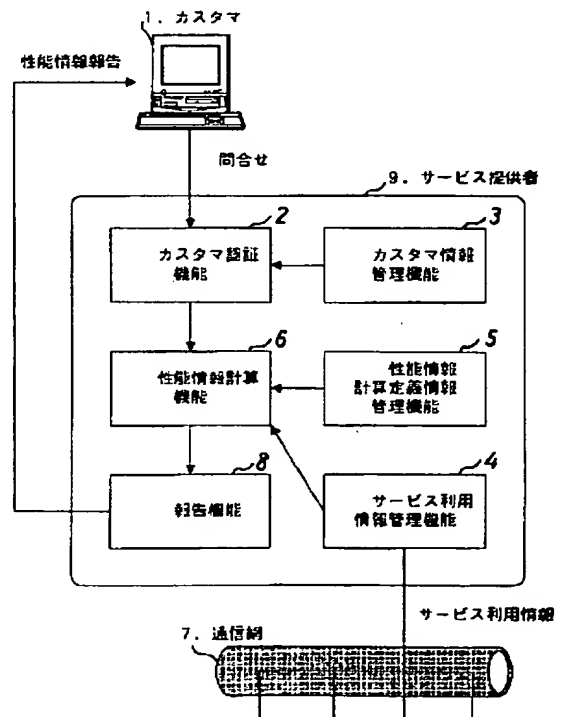 1. カスタマ
性能情報報告
問合せ
9. サービス提供者
2
カスタマ認証
機能
3
カスタマ情報
管理機能
6
性能情報計算
機能
5
性能情報
計算定義情報
管理機能
8
報告機能
4
サービス利用
情報管理機能
サービス利用情報
7. 通信網